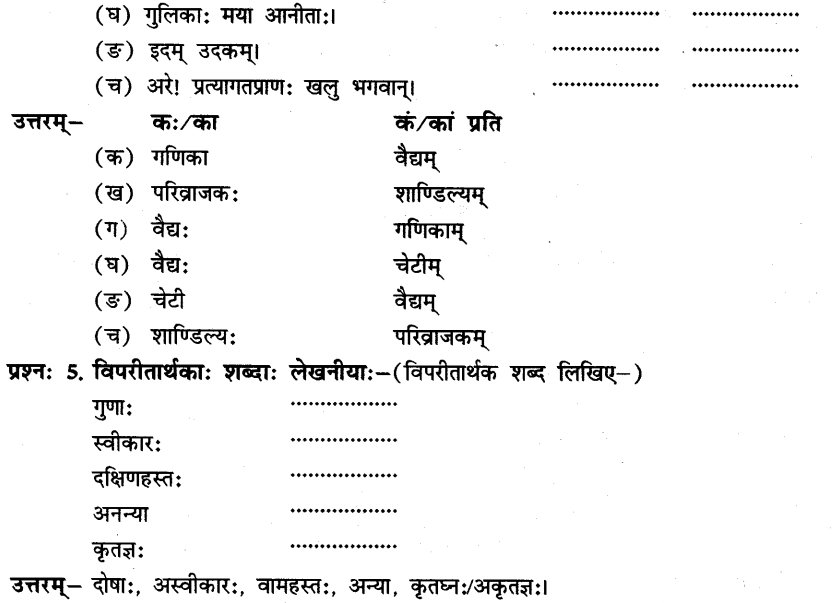 (घ) गुलिकाः मया आनीताः। .................... ....................
(ङ) इदम् उदकम्। .................... ....................
(च) अरे! प्रत्यागतप्राणः खलु भगवान्। .................... ....................
उत्तरम्– कः/का कं/कां प्रति
(क) गणिका वैद्यम्
(ख) परिव्राजकः शाण्डिल्यम्
(ग) वैद्यः गणिकाम्
(घ) वैद्यः चेटीम्
(ङ) चेटी वैद्यम्
(च) शाण्डिल्यः परिव्राजकम्
प्रश्नः 5. विपरीतार्थकाः शब्दाः लेखनीयाः–(विपरीतार्थक शब्द लिखिए–)
गुणाः ....................
स्वीकारः ....................
दक्षिणहस्तः ....................
अनन्या ....................
कृतज्ञः ....................
उत्तरम्– दोषाः, अस्वीकारः, वामहस्तः, अन्या, कृतघ्नः/अकृतज्ञः।